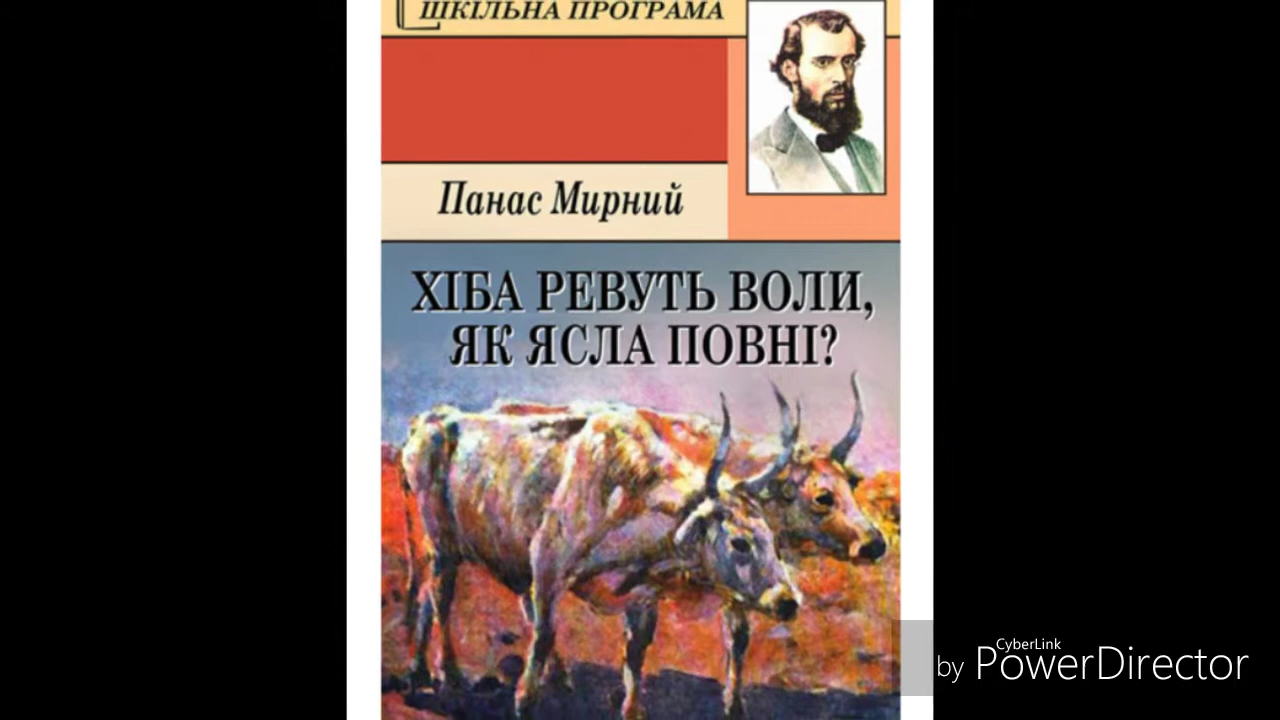 ШКІЛЬНА ПРОГРАМА
Панас Мирний
ХІБА РЕВУТЬ ВОЛИ,
ЯК ЯСЛА ПОВНІ?
CyberLink
by PowerDirector